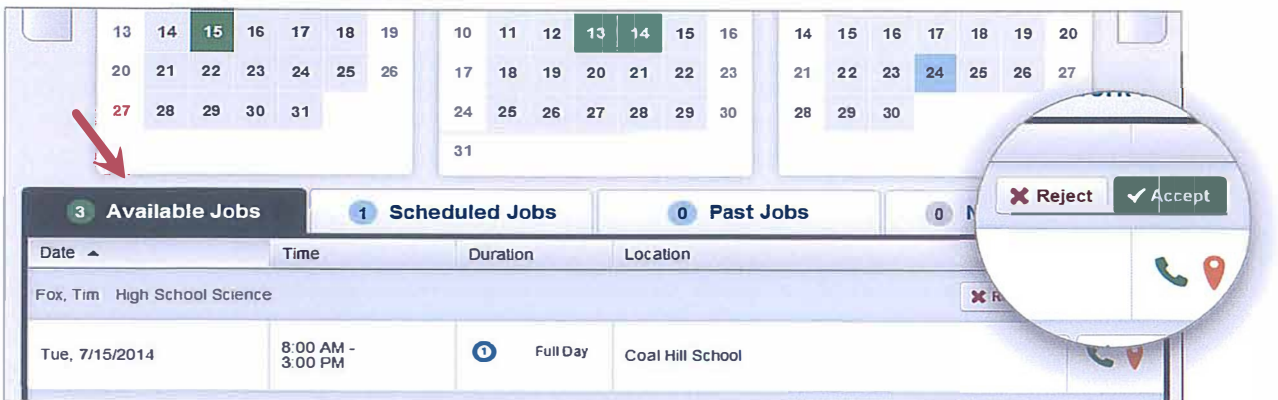 13 14 15 16 17 18 19 10 11 12 13 14 15 16 14 15 16 17 18 19 20
20 21 22 23 24 25 26 17 18 19 20 21 22 23 21 22 23 24 25 26 27
27 28 29 30 31 24 25 26 27 28 29 30 28 29 30
31
Reject Accept
3 Available Jobs 1 Scheduled Jobs 0 Past Jobs 0
Date Time Duration Location
Fox, Tim High School Science
Tue, 7/15/2014 8:00 AM - 1 Full Day Coal Hill School
3:00 PM